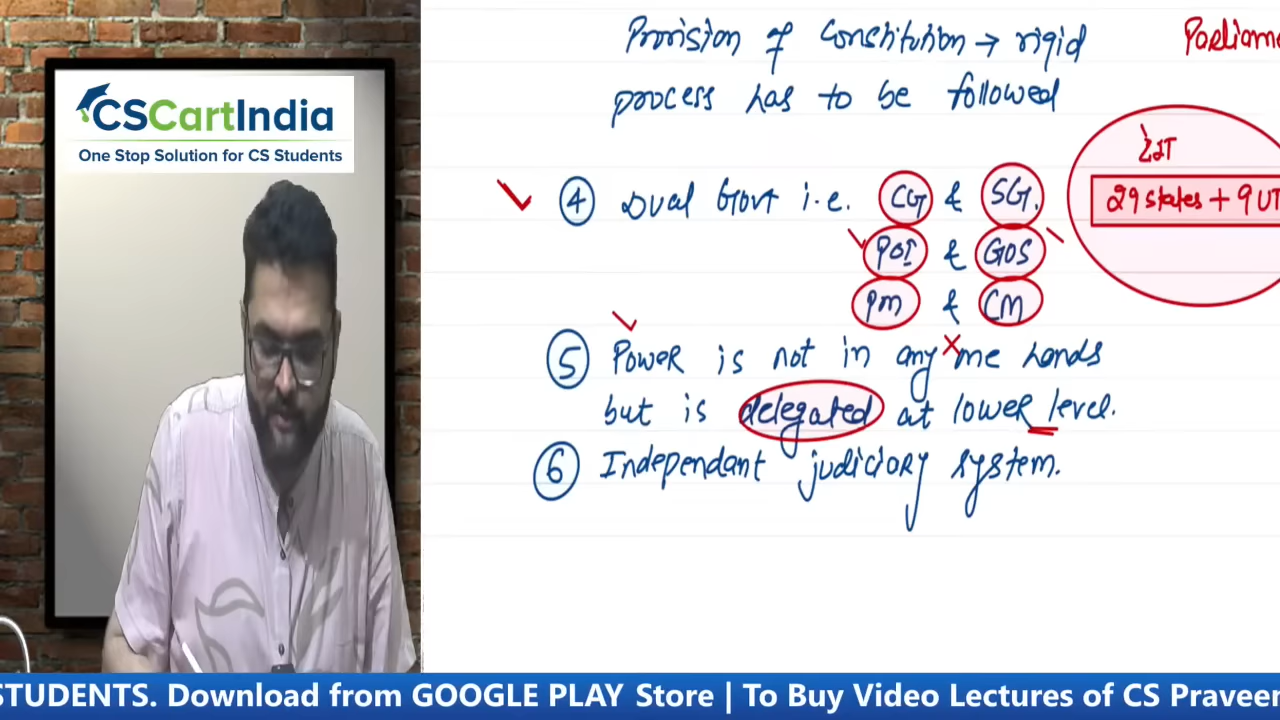 CSCartIndia
One Stop Solution for CS Students
Provision of Constitution → rigid
process has to be followed
Parliame
29 states + 9 UT
④ Dual Govt i.e. CG & SG.
POI & GOS
PM & CM
⑤ Power is not in any one hands
but is delegated at lower level.
⑥ Independant judiciory system.
STUDENTS. Download from GOOGLE PLAY Store | To Buy Video Lectures of CS Praveen